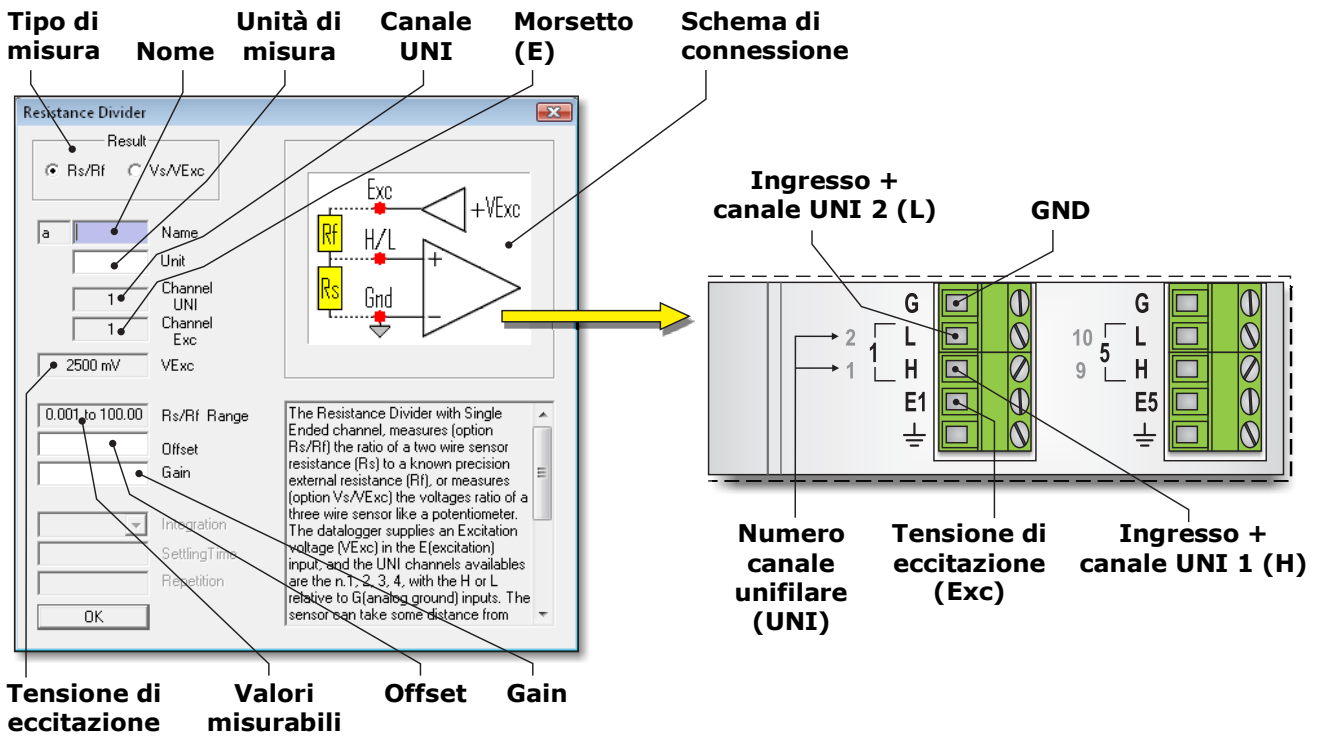 Tipo di
misura
Nome
Unità di
misura
Canale
UNI
Morsetto
(E)
Schema di
connessione
Resistance Divider
Result
Rs/Rf
Vs/VExc
a
Name
Unit
1
Channel
UNI
1
Channel
Exc
2500 mV
VExc
0.001 to 100.00
Rs/Rf Range
Offset
Gain
Integration
SettlingTime
Repetition
OK
Exc
+VExc
Rf
H/L
+
Rs
Gnd
−
The Resistance Divider with Single
Ended channel, measures (option
Rs/Rf) the ratio of a two wire sensor
resistance (Rs) to a known precision
external resistance (Rf), or measures
(option Vs/VExc) the voltages ratio of a
three wire sensor like a potentiometer.
The datalogger supplies an Excitation
voltage (VExc) in the E(excitation)
input, and the UNI channels availables
are the n.1, 2, 3, 4, with the H or L
relative to G(analog ground) inputs. The
sensor can take some distance from
Tensione di
eccitazione
Valori
misurabili
Offset
Gain
Ingresso +
canale UNI 2 (L)
GND
G
2
L
1
1
H
E1
G
10
L
5
9
H
E5
Numero
canale
unifilare
(UNI)
Tensione di
eccitazione
(Exc)
Ingresso +
canale UNI 1 (H)